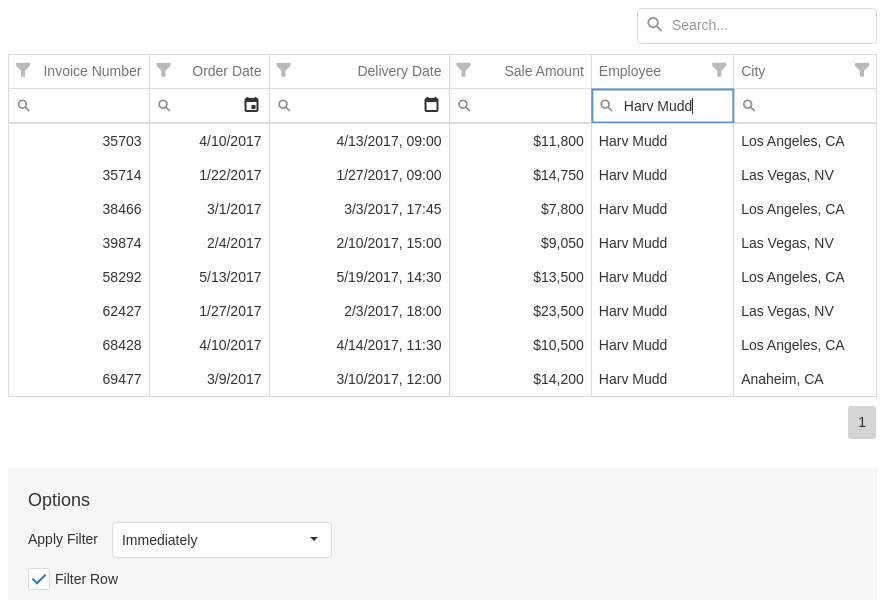 Search...
Invoice Number Order Date Delivery Date Sale Amount Employee City
Harv Mudd
35703 4/10/2017 4/13/2017, 09:00 $11,800 Harv Mudd Los Angeles, CA
35714 1/22/2017 1/27/2017, 09:00 $14,750 Harv Mudd Las Vegas, NV
38466 3/1/2017 3/3/2017, 17:45 $7,800 Harv Mudd Los Angeles, CA
39874 2/4/2017 2/10/2017, 15:00 $9,050 Harv Mudd Las Vegas, NV
58292 5/13/2017 5/19/2017, 14:30 $13,500 Harv Mudd Los Angeles, CA
62427 1/27/2017 2/3/2017, 18:00 $23,500 Harv Mudd Las Vegas, NV
68428 4/10/2017 4/14/2017, 11:30 $10,500 Harv Mudd Los Angeles, CA
69477 3/9/2017 3/10/2017, 12:00 $14,200 Harv Mudd Anaheim, CA
1
Options
Apply Filter Immediately
Filter Row